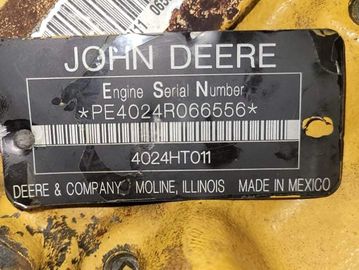 JOHN DEERE
Engine Serial Number
*PE4024R066556*
4024HT011
DEERE & COMPANY, MOLINE, ILLINOIS MADE IN MEXICO